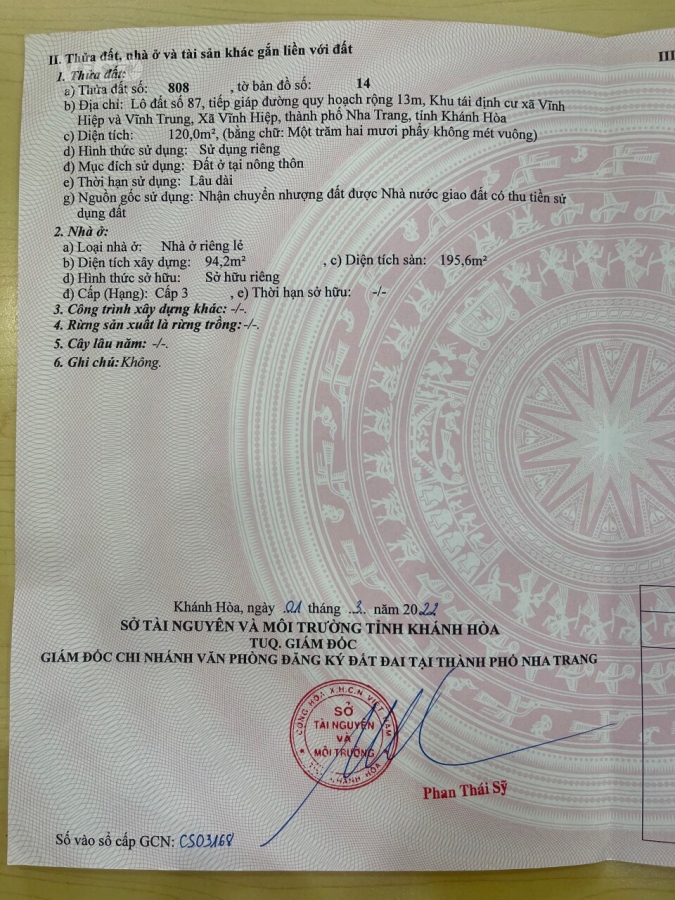 II. Thửa đất, nhà ở và tài sản khác gắn liền với đất
III
1. Thửa đất:
a) Thửa đất số: 808 , tờ bản đồ số: 14
b) Địa chỉ: Lô đất số 87, tiếp giáp đường quy hoạch rộng 13m, Khu tái định cư xã Vĩnh
Hiệp và Vĩnh Trung, Xã Vĩnh Hiệp, thành phố Nha Trang, tỉnh Khánh Hòa
c) Diện tích: 120,0m², (bằng chữ: Một trăm hai mươi phẩy không mét vuông)
d) Hình thức sử dụng: Sử dụng riêng
đ) Mục đích sử dụng: Đất ở tại nông thôn
e) Thời hạn sử dụng: Lâu dài
g) Nguồn gốc sử dụng: Nhận chuyển nhượng đất được Nhà nước giao đất có thu tiền sử
dụng đất
2. Nhà ở:
a) Loại nhà ở: Nhà ở riêng lẻ
b) Diện tích xây dựng: 94,2m² , c) Diện tích sàn: 195,6m²
d) Hình thức sở hữu: Sở hữu riêng
đ) Cấp (Hạng): Cấp 3 , e) Thời hạn sở hữu: -/-
3. Công trình xây dựng khác: -/-.
4. Rừng sản xuất là rừng trồng: -/-.
5. Cây lâu năm: -/-.
6. Ghi chú: Không.
Khánh Hòa, ngày 01 tháng 3 năm 2022
SỞ TÀI NGUYÊN VÀ MÔI TRƯỜNG TỈNH KHÁNH HÒA
TUQ. GIÁM ĐỐC
GIÁM ĐỐC CHI NHÁNH VĂN PHÒNG ĐĂNG KÝ ĐẤT ĐAI TẠI THÀNH PHỐ NHA TRANG
CỘNG HÒA X.H.C.N VIỆT NAM
SỞ
TÀI NGUYÊN
VÀ
MÔI TRƯỜNG
TỈNH KHÁNH HÒA
Phan Thái Sỹ
Số vào sổ cấp GCN: CS03168